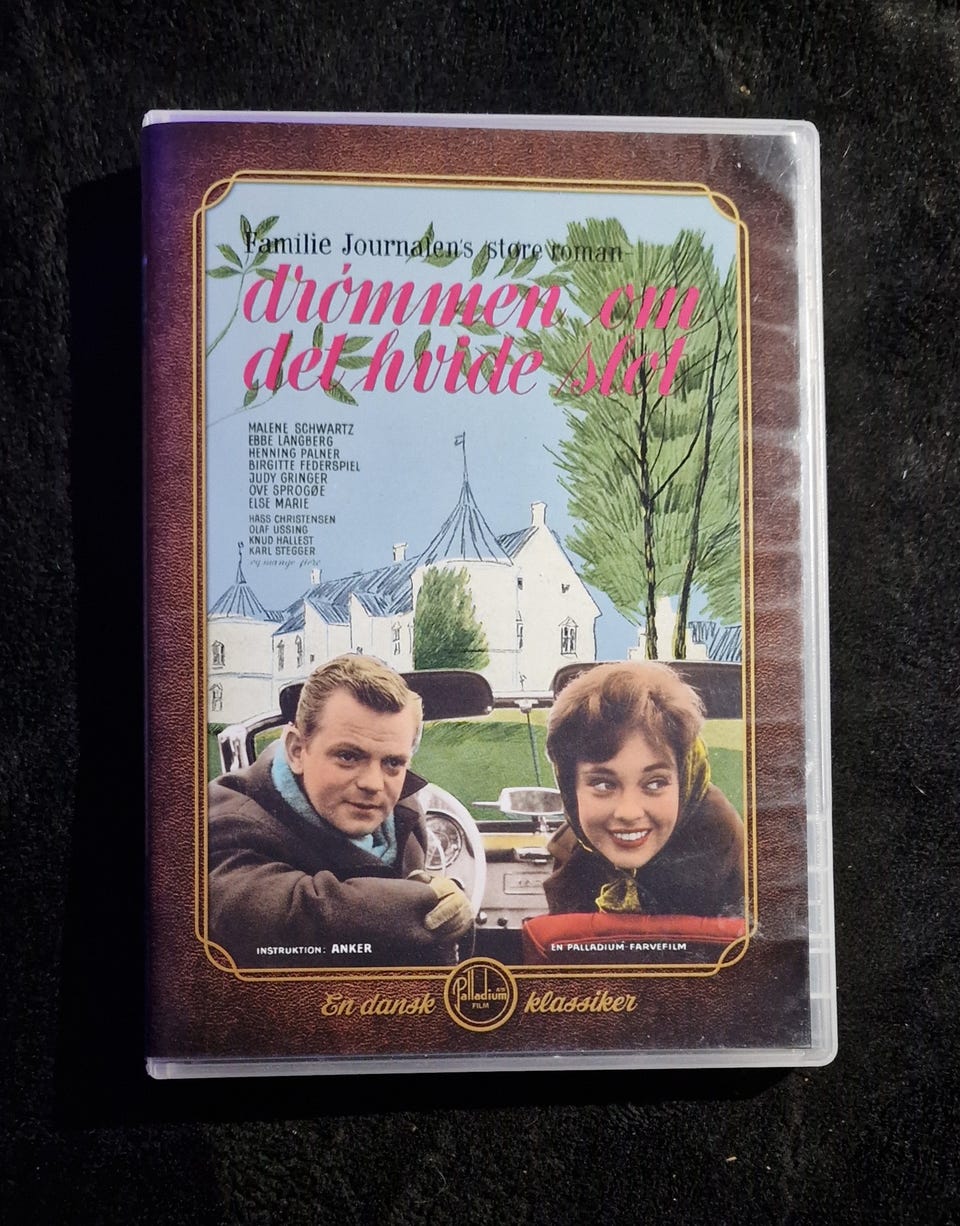 Familie Journalen's store roman-
drømmen om
det hvide slot
MALENE SCHWARTZ
EBBE LANGBERG
HENNING PALNER
BIRGITTE FEDERSPIEL
JUDY GRINGER
OVE SPROGØE
ELSE MARIE
HASS CHRISTENSEN
OLAF USSING
KNUD HALLEST
KARL STEGGER
og mange flere
INSTRUKTION: ANKER
EN PALLADIUM-FARVEFILM
En dansk Palladium A/S FILM klassiker